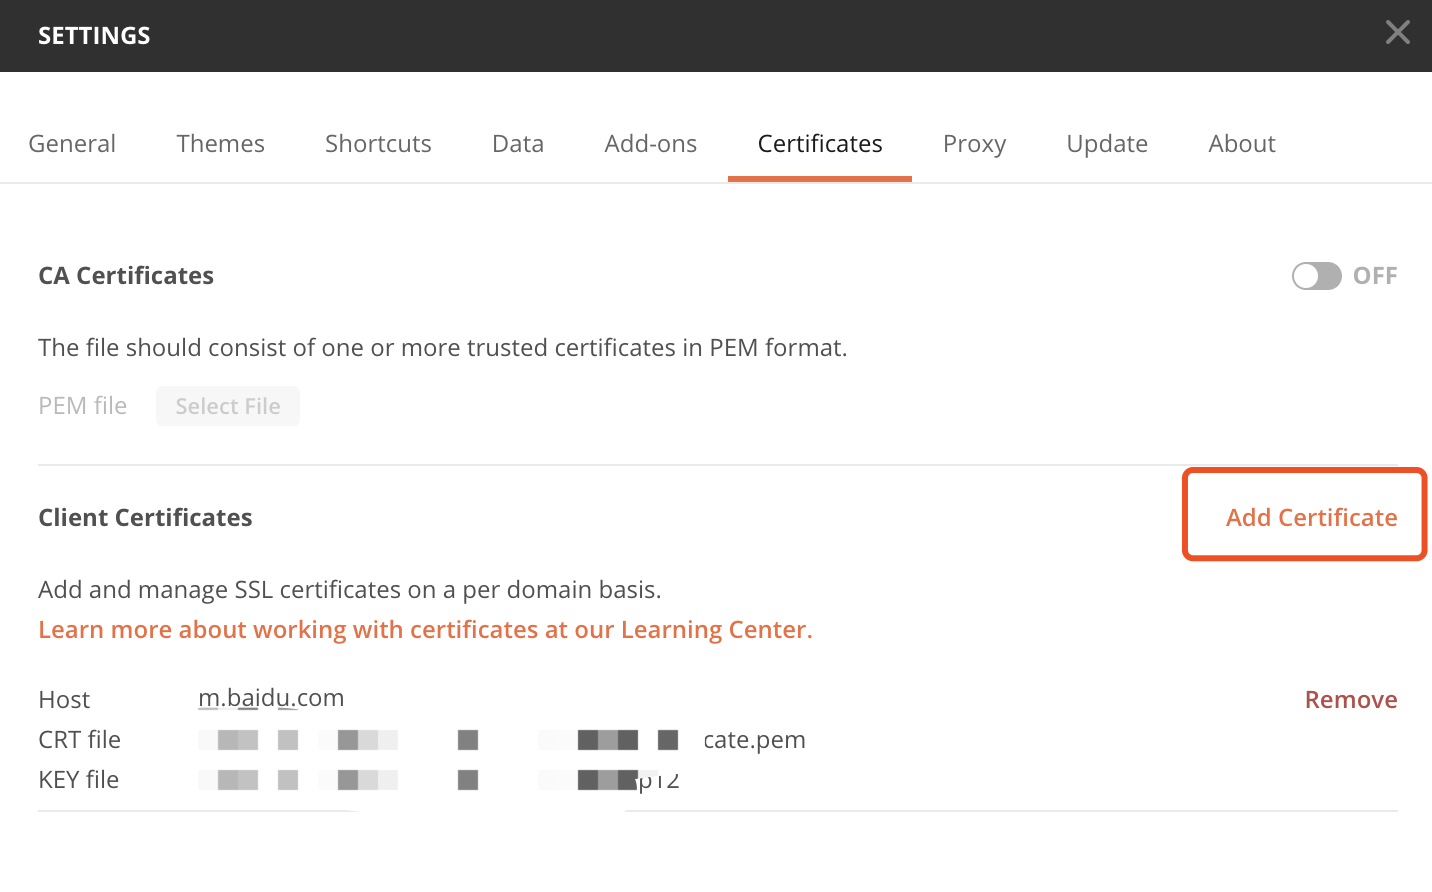 SETTINGS
General Themes Shortcuts Data Add-ons Certificates Proxy Update About
CA Certificates OFF
The file should consist of one or more trusted certificates in PEM format.
PEM file Select File
Client Certificates Add Certificate
Add and manage SSL certificates on a per domain basis.
Learn more about working with certificates at our Learning Center.
Host m.baidu.com Remove
CRT file cate.pem
KEY file p12